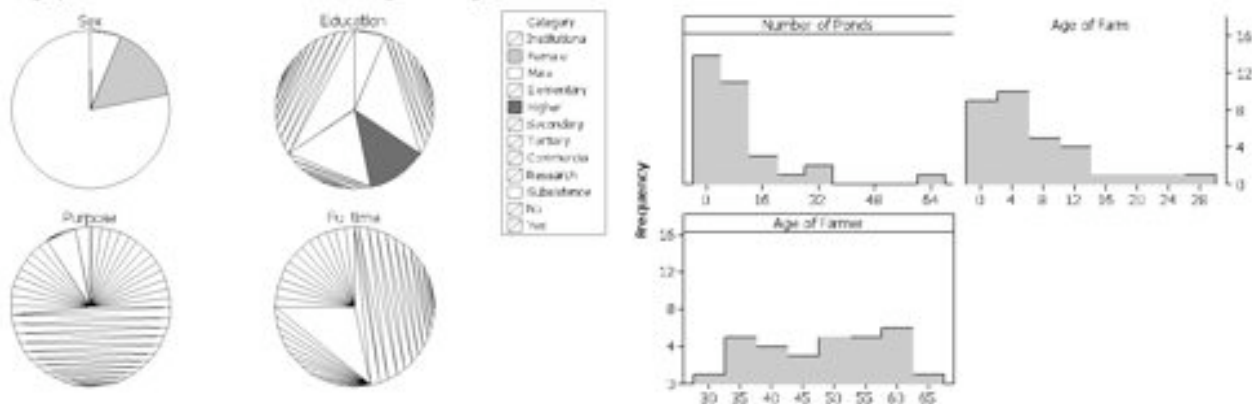 Sex
Education
Category
Institutional
Female
Male
Elementary
Higher
Secondary
Tertiary
Commercial
Research
Subsistence
No
Yes
Purpose
Fu time
Number of Ponds
Age of Farm
16
12
8
4
0
0 16 32 48 64
0 4 8 12 16 20 24 28
Frequency
Age of Farmer
16
12
8
4
30 35 40 45 50 55 60 65